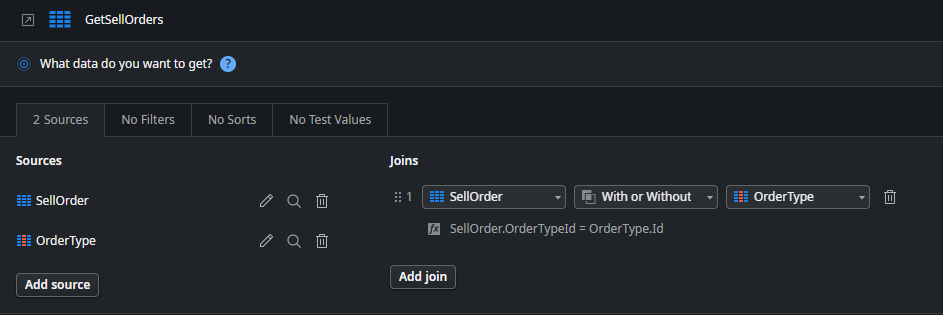 GetSellOrders
What data do you want to get? ?
2 Sources No Filters No Sorts No Test Values
Sources
SellOrder
OrderType
Add source
Joins
1 SellOrder With or Without OrderType
fx SellOrder.OrderTypeId = OrderType.Id
Add join